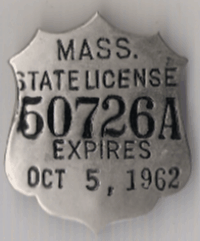 MASS.
STATE LICENSE
50726A
EXPIRES
OCT 5, 1962